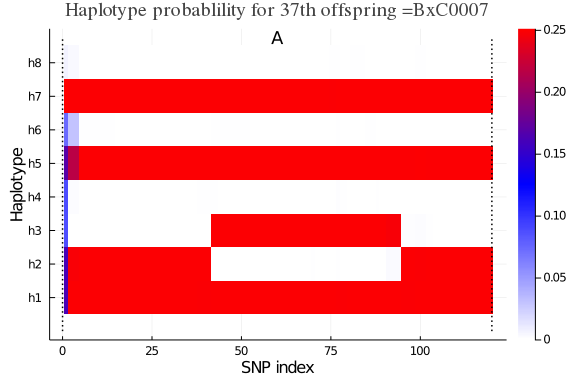 Haplotype probablility for 37th offspring =BxC0007
A
Haplotype
h8
h7
h6
h5
h4
h3
h2
h1
0
25
50
75
100
SNP index
0.25
0.20
0.15
0.10
0.05
0